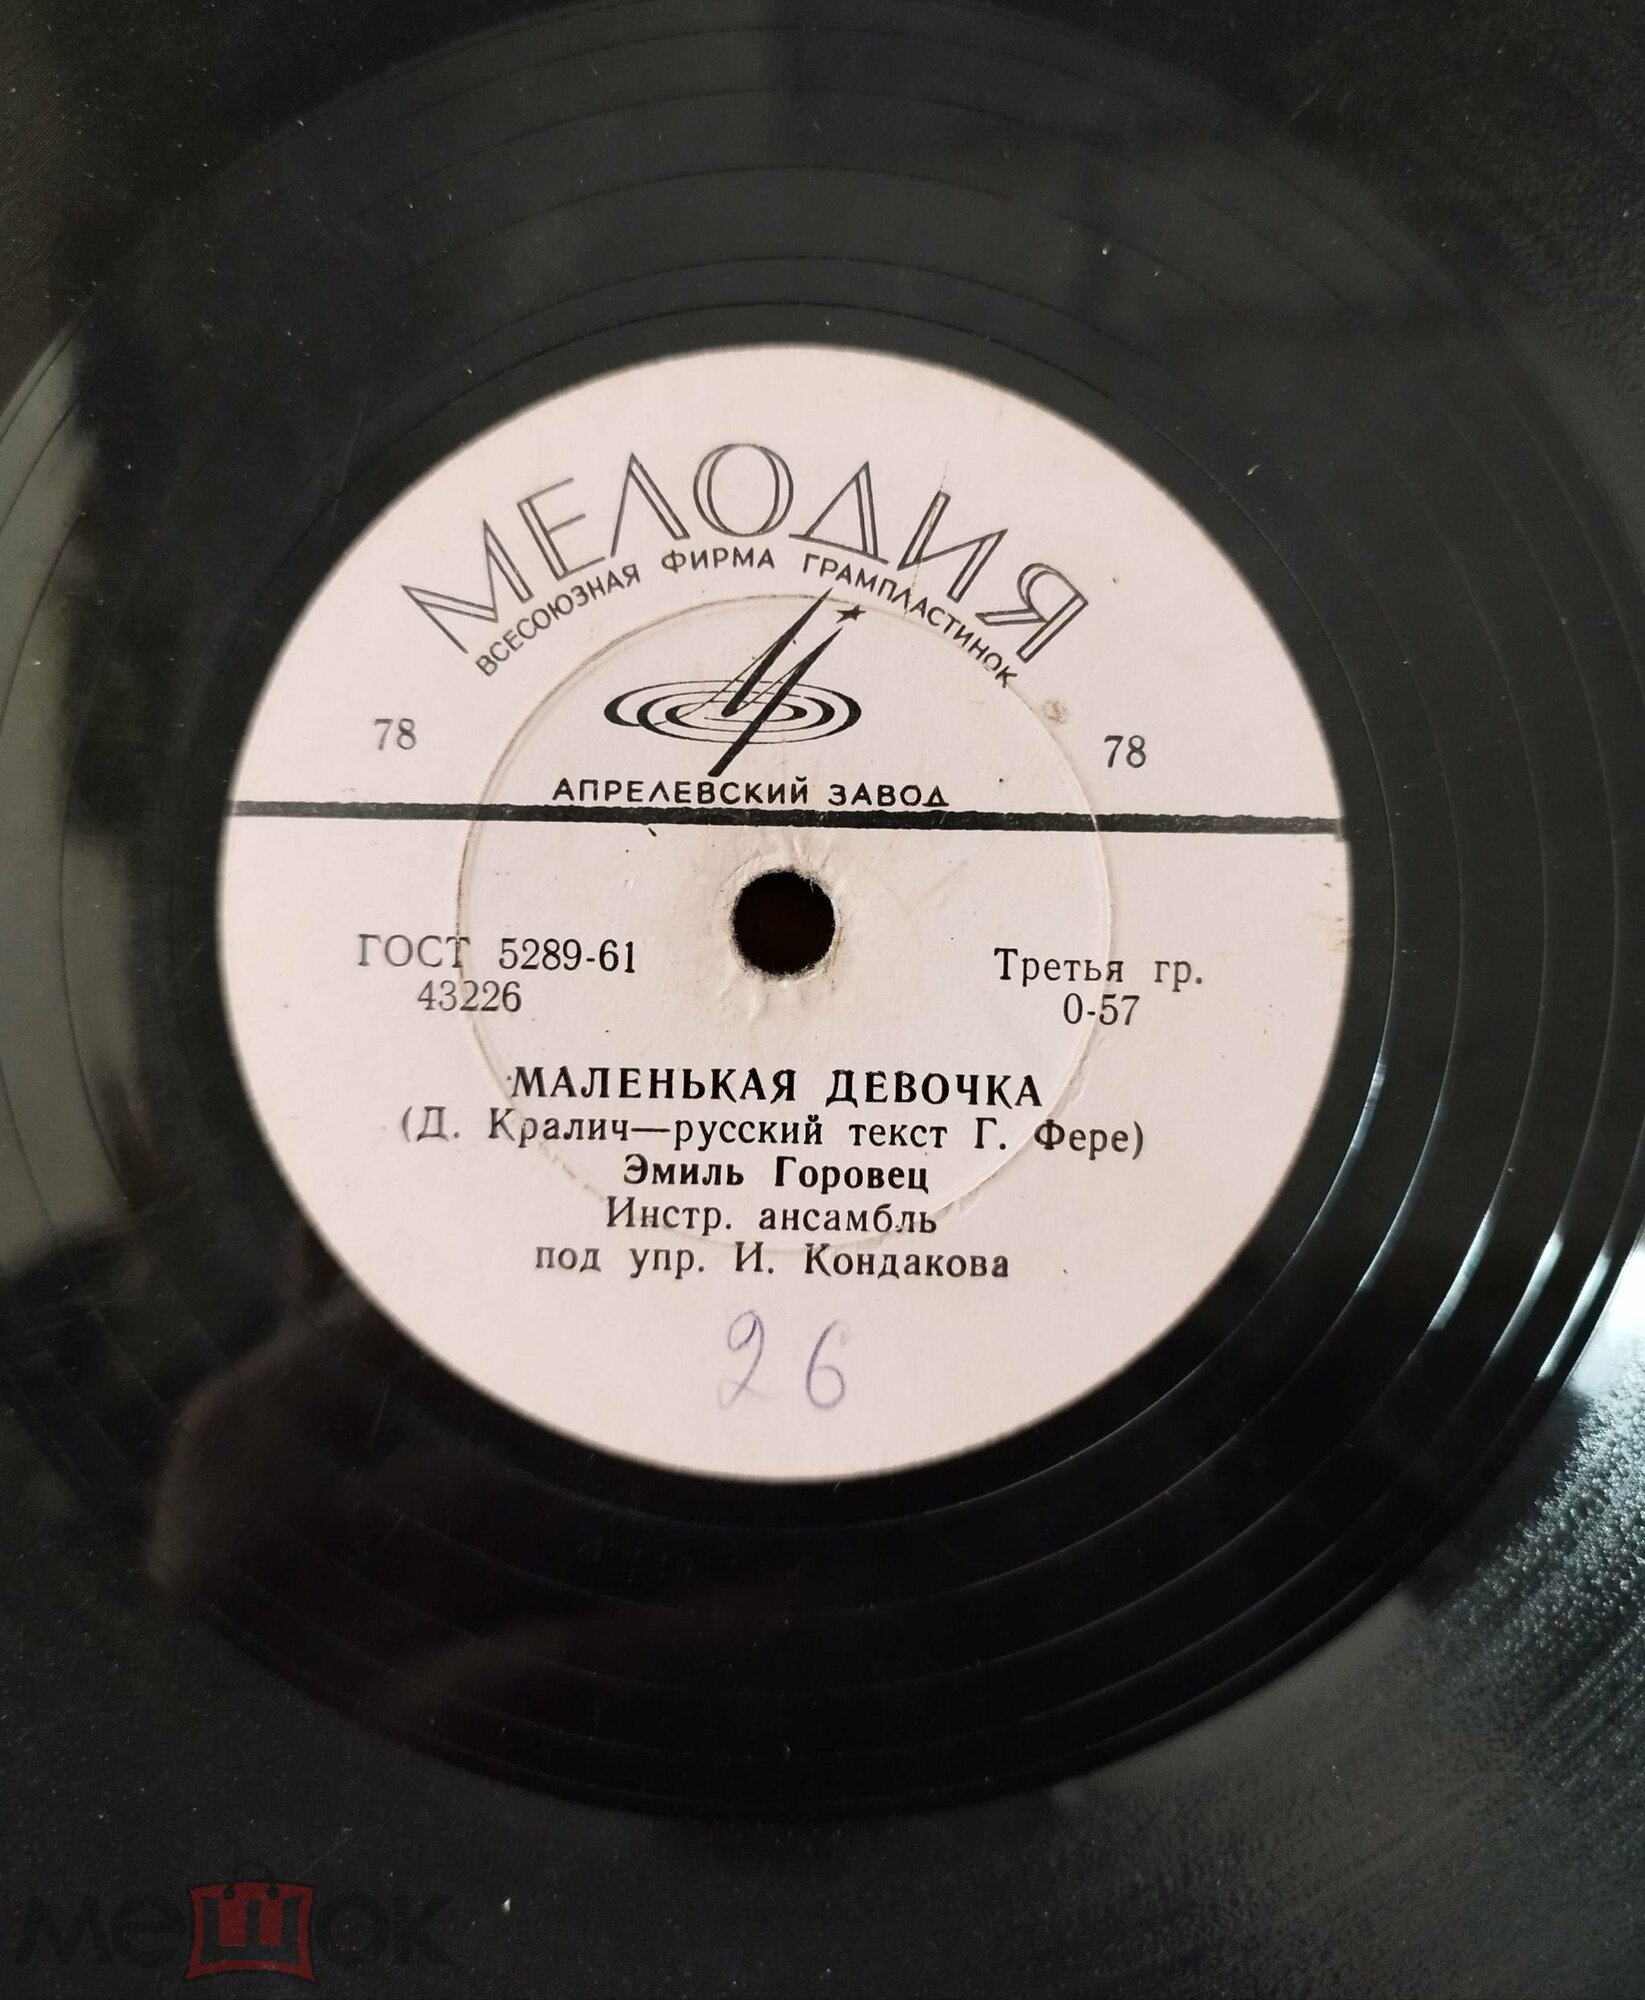 МЕЛОДИЯ
ВСЕСОЮЗНАЯ ФИРМА ГРАМПЛАСТИНОК
78 78
АПРЕЛЕВСКИЙ ЗАВОД
ГОСТ 5289-61 Третья гр.
43226 0-57
МАЛЕНЬКАЯ ДЕВОЧКА
(Д. Кралич—русский текст Г. Фере)
Эмиль Горовец
Инстр. ансамбль
под упр. И. Кондакова
26
мешок